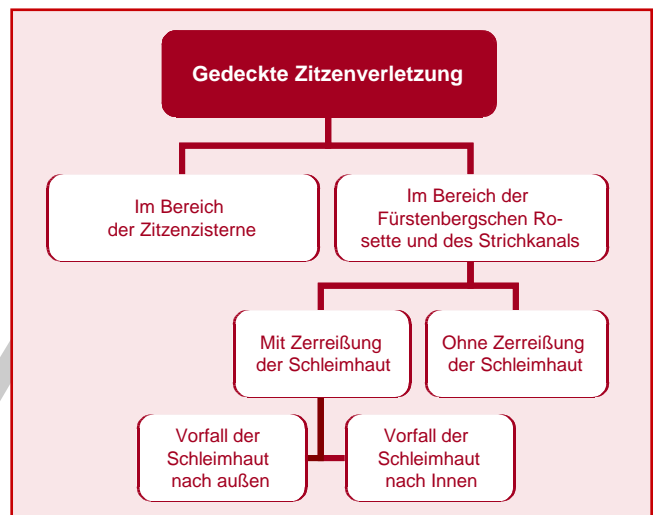 Gedeckte Zitzenverletzung
Im Bereich
der Zitzenzisterne
Im Bereich der
Fürstenbergschen Ro-
sette und des Strichkanals
Mit Zerreißung
der Schleimhaut
Ohne Zerreißung
der Schleimhaut
Vorfall der
Schleimhaut
nach außen
Vorfall der
Schleimhaut
nach Innen